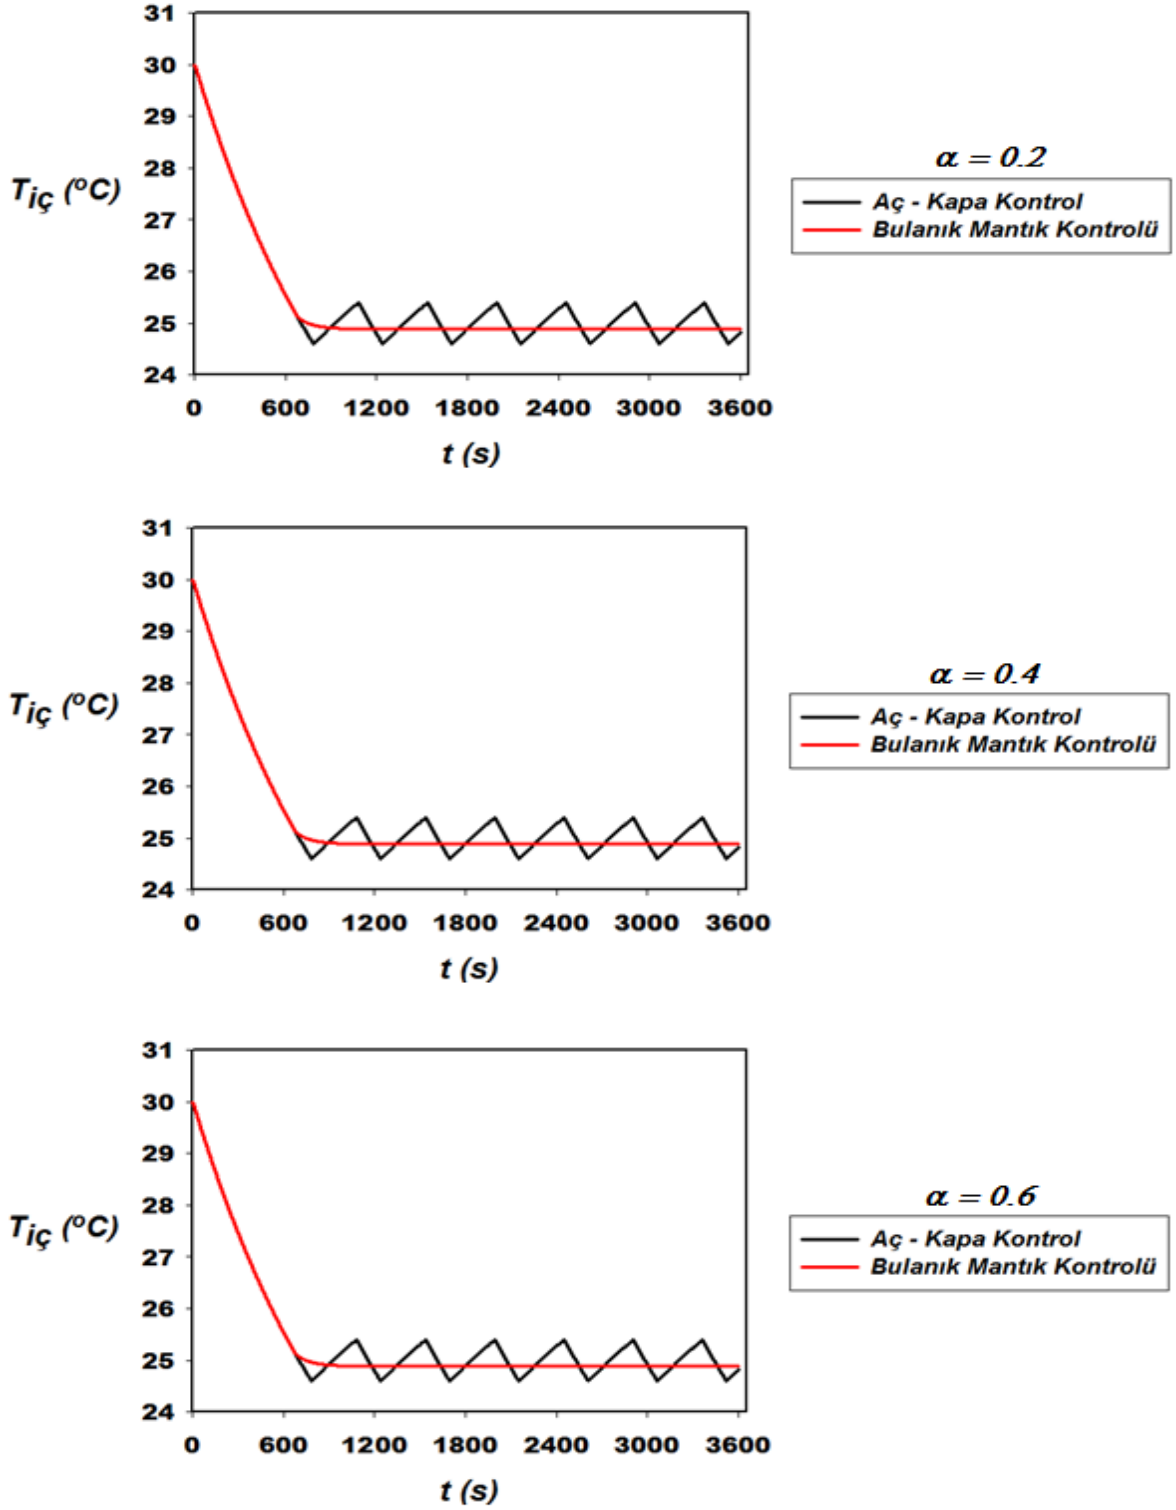 31
30
29
28
27
26
25
24
Tİç (°C)
0 600 1200 1800 2400 3000 3600
t (s)
α = 0.2
Aç - Kapa Kontrol
Bulanık Mantık Kontrolü
31
30
29
28
27
26
25
24
Tİç (°C)
0 600 1200 1800 2400 3000 3600
t (s)
α = 0.4
Aç - Kapa Kontrol
Bulanık Mantık Kontrolü
31
30
29
28
27
26
25
24
Tİç (°C)
0 600 1200 1800 2400 3000 3600
t (s)
α = 0.6
Aç - Kapa Kontrol
Bulanık Mantık Kontrolü